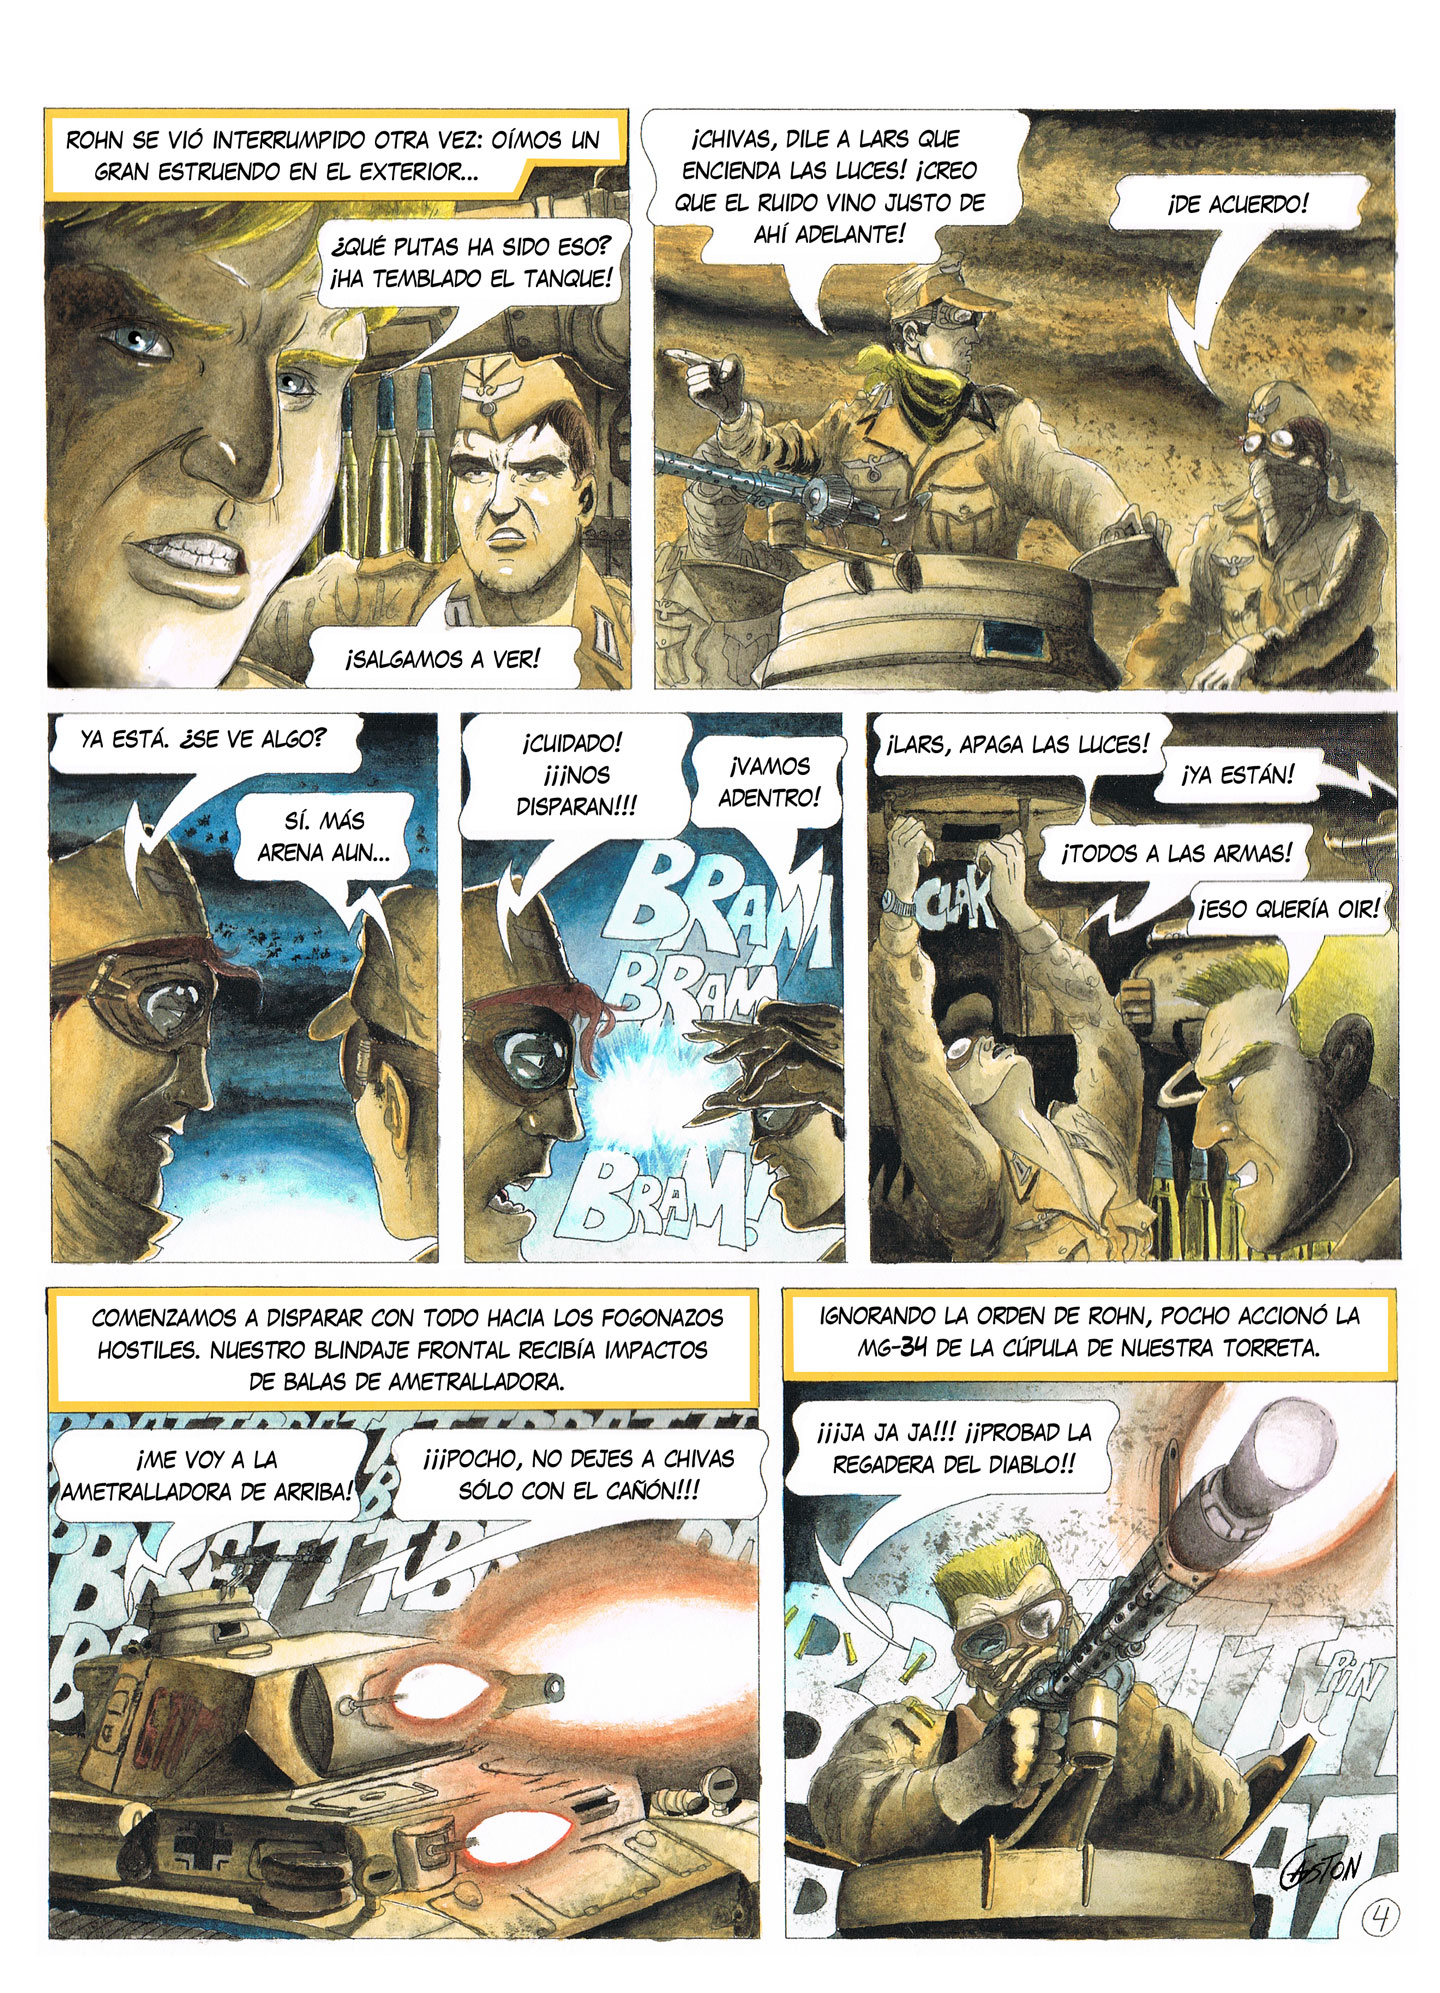 ROHN SE VIÓ INTERRUMPIDO OTRA VEZ: OÍMOS UN
GRAN ESTRUENDO EN EL EXTERIOR...
¿QUÉ PUTAS HA SIDO ESO?
¡HA TEMBLADO EL TANQUE!
¡SALGAMOS A VER!
¡CHIVAS, DILE A LARS QUE
ENCIENDA LAS LUCES! ¡CREO
QUE EL RUIDO VINO JUSTO DE
AHÍ ADELANTE!
¡DE ACUERDO!
YA ESTÁ. ¿SE VE ALGO?
SÍ. MÁS
ARENA AUN...
¡CUIDADO!
¡¡¡NOS
DISPARAN!!!
¡VAMOS
ADENTRO!
BRAM
BRAM
BRAM!
¡LARS, APAGA LAS LUCES!
¡YA ESTÁN!
¡TODOS A LAS ARMAS!
¡ESO QUERÍA OIR!
CLAK
COMENZAMOS A DISPARAR CON TODO HACIA LOS FOGONAZOS
HOSTILES. NUESTRO BLINDAJE FRONTAL RECIBÍA IMPACTOS
DE BALAS DE AMETRALLADORA.
¡ME VOY A LA
AMETRALLADORA DE ARRIBA!
¡¡¡POCHO, NO DEJES A CHIVAS
SÓLO CON EL CAÑÓN!!!
IGNORANDO LA ORDEN DE ROHN, POCHO ACCIONÓ LA
MG-34 DE LA CÚPULA DE NUESTRA TORRETA.
¡¡¡JA JA JA!!! ¡¡PROBAD LA
REGADERA DEL DIABLO!!
GASTON
4